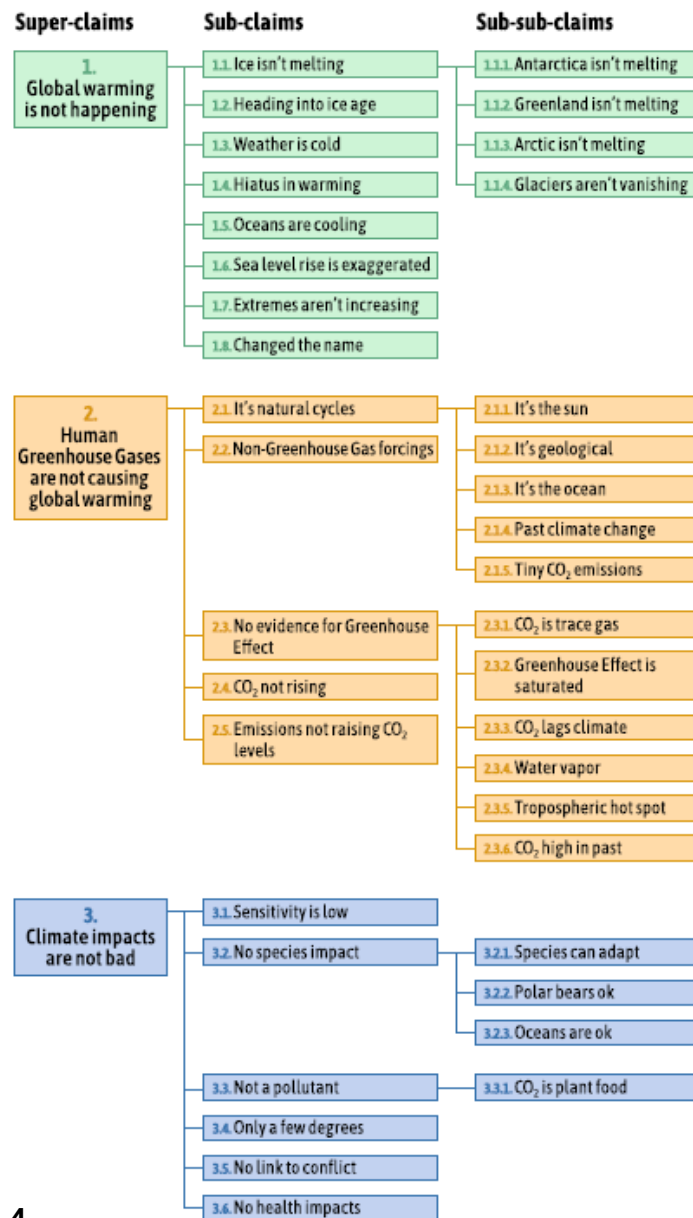 Super-claims Sub-claims Sub-sub-claims
1.
Global warming
is not happening
1.1. Ice isn't melting
1.2. Heading into ice age
1.3. Weather is cold
1.4. Hiatus in warming
1.5. Oceans are cooling
1.6. Sea level rise is exaggerated
1.7. Extremes aren't increasing
1.8. Changed the name
1.1.1. Antarctica isn't melting
1.1.2. Greenland isn't melting
1.1.3. Arctic isn't melting
1.1.4. Glaciers aren't vanishing
2.
Human
Greenhouse Gases
are not causing
global warming
2.1. It's natural cycles
2.2. Non-Greenhouse Gas forcings
2.1.1. It's the sun
2.1.2. It's geological
2.1.3. It's the ocean
2.1.4. Past climate change
2.1.5. Tiny CO₂ emissions
2.3. No evidence for Greenhouse
Effect
2.4. CO₂ not rising
2.5. Emissions not raising CO₂
levels
2.3.1. CO₂ is trace gas
2.3.2. Greenhouse Effect is
saturated
2.3.3. CO₂ lags climate
2.3.4. Water vapor
2.3.5. Tropospheric hot spot
2.3.6. CO₂ high in past
3.
Climate impacts
are not bad
3.1. Sensitivity is low
3.2. No species impact
3.2.1. Species can adapt
3.2.2. Polar bears ok
3.2.3. Oceans are ok
3.3. Not a pollutant
3.3.1. CO₂ is plant food
3.4. Only a few degrees
3.5. No link to conflict
3.6. No health impacts